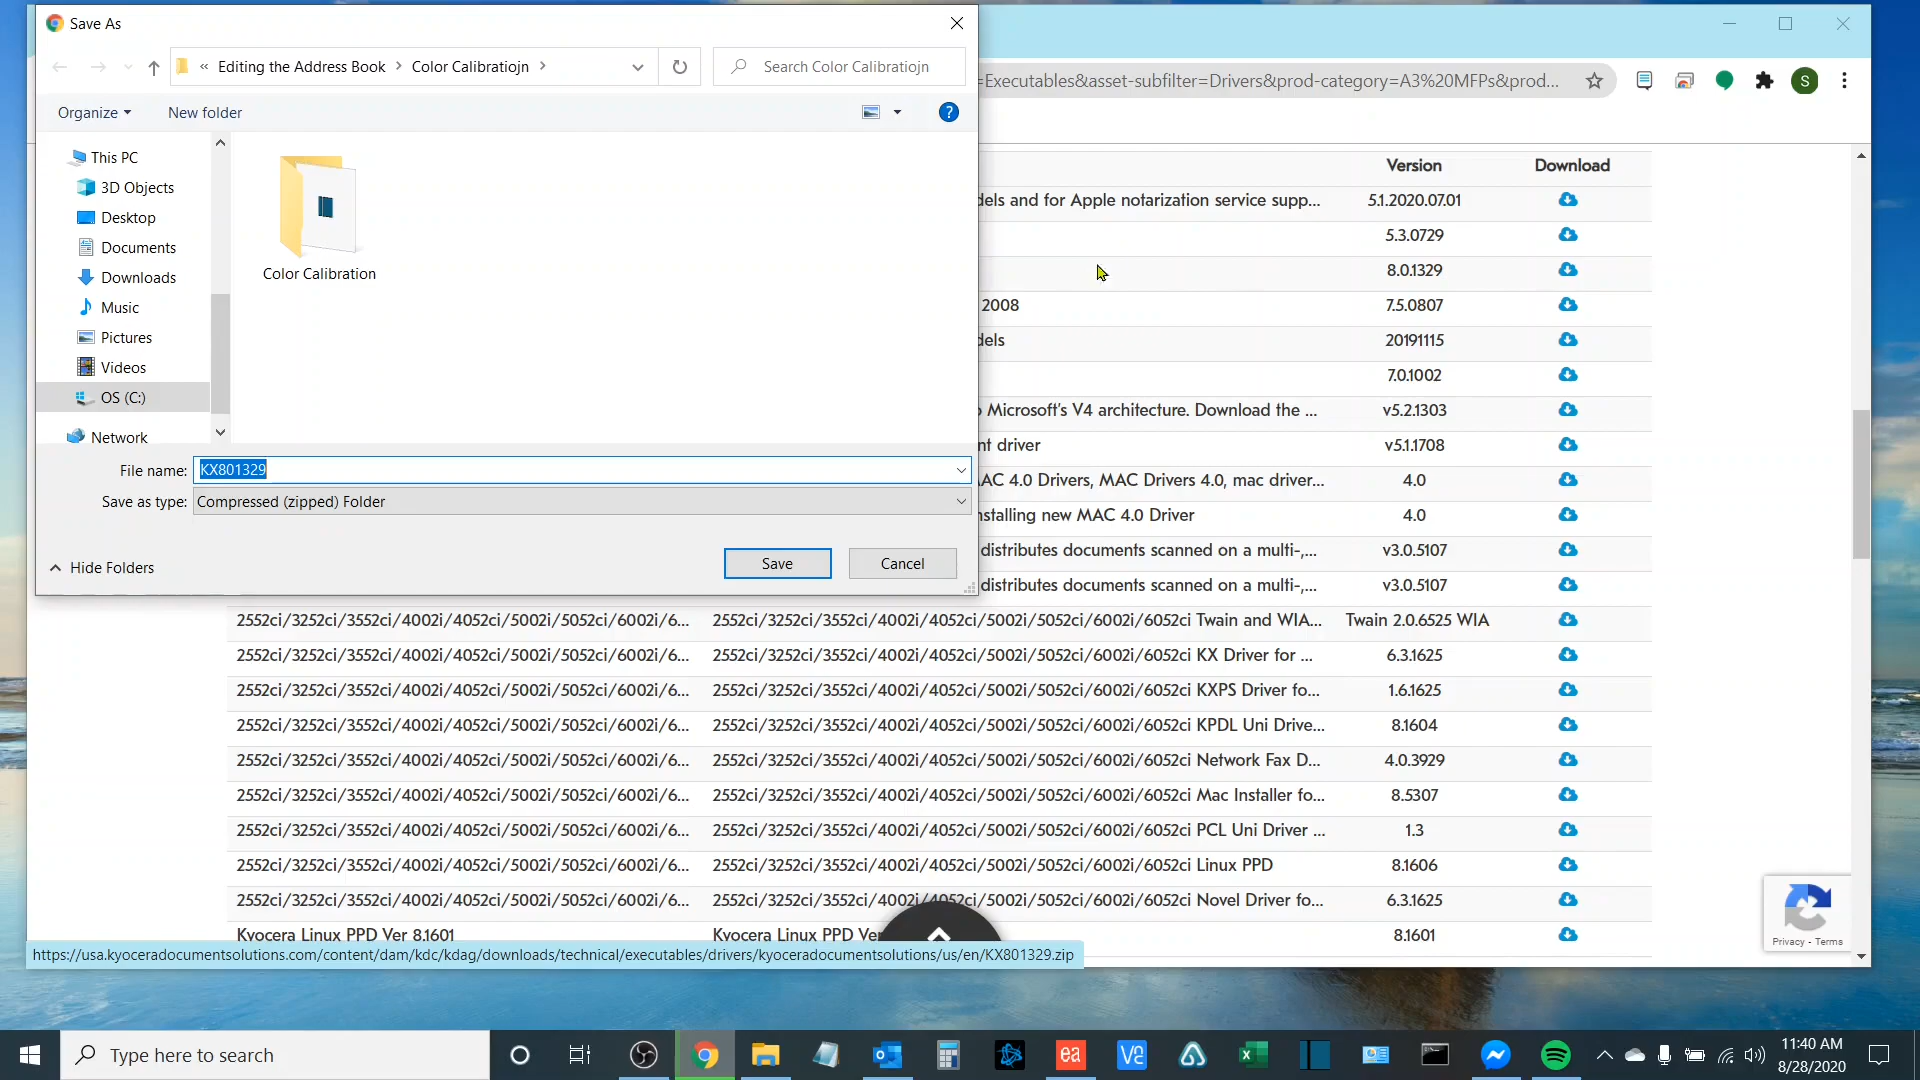 Save As
« Editing the Address Book > Color Calibratiojn >
Search Color Calibratiojn
Organize
New folder
This PC
3D Objects
Desktop
Documents
Downloads
Music
Pictures
Videos
OS (C:)
Network
Color Calibration
File name: KX801329
Save as type: Compressed (zipped) Folder
Hide Folders
Save
Cancel
=Executables&asset-subfilter=Drivers&prod-category=A3%20MFPs&prod...
S
Version Download
dels and for Apple notarization service supp... 5.1.2020.07.01
5.3.0729
8.0.1329
2008 7.5.0807
dels 20191115
7.0.1002
Microsoft's V4 architecture. Download the ... v5.2.1303
nt driver v5.1.1708
AC 4.0 Drivers, MAC Drivers 4.0, mac driver... 4.0
nstalling new MAC 4.0 Driver 4.0
distributes documents scanned on a multi-,... v3.0.5107
distributes documents scanned on a multi-,... v3.0.5107
2552ci/3252ci/3552ci/4002i/4052ci/5002i/5052ci/6002i/6... 2552ci/3252ci/3552ci/4002i/4052ci/5002i/5052ci/6002i/6052ci Twain and WIA... Twain 2.0.6525 WIA
2552ci/3252ci/3552ci/4002i/4052ci/5002i/5052ci/6002i/6... 2552ci/3252ci/3552ci/4002i/4052ci/5002i/5052ci/6002i/6052ci KX Driver for ... 6.3.1625
2552ci/3252ci/3552ci/4002i/4052ci/5002i/5052ci/6002i/6... 2552ci/3252ci/3552ci/4002i/4052ci/5002i/5052ci/6002i/6052ci KXPS Driver fo... 1.6.1625
2552ci/3252ci/3552ci/4002i/4052ci/5002i/5052ci/6002i/6... 2552ci/3252ci/3552ci/4002i/4052ci/5002i/5052ci/6002i/6052ci KPDL Uni Drive... 8.1604
2552ci/3252ci/3552ci/4002i/4052ci/5002i/5052ci/6002i/6... 2552ci/3252ci/3552ci/4002i/4052ci/5002i/5052ci/6002i/6052ci Network Fax D... 4.0.3929
2552ci/3252ci/3552ci/4002i/4052ci/5002i/5052ci/6002i/6... 2552ci/3252ci/3552ci/4002i/4052ci/5002i/5052ci/6002i/6052ci Mac Installer fo... 8.5307
2552ci/3252ci/3552ci/4002i/4052ci/5002i/5052ci/6002i/6... 2552ci/3252ci/3552ci/4002i/4052ci/5002i/5052ci/6002i/6052ci PCL Uni Driver ... 1.3
2552ci/3252ci/3552ci/4002i/4052ci/5002i/5052ci/6002i/6... 2552ci/3252ci/3552ci/4002i/4052ci/5002i/5052ci/6002i/6052ci Linux PPD 8.1606
2552ci/3252ci/3552ci/4002i/4052ci/5002i/5052ci/6002i/6... 2552ci/3252ci/3552ci/4002i/4052ci/5002i/5052ci/6002i/6052ci Novel Driver fo... 6.3.1625
Kyocera Linux PPD Ver 8.1601 Kyocera Linux PPD Ver 8.1601
Privacy - Terms
https://usa.kyoceradocumentsolutions.com/content/dam/kdc/kdag/downloads/technical/executables/drivers/kyoceradocumentsolutions/us/en/KX801329.zip
Type here to search
ea
V2
11:40 AM
8/28/2020